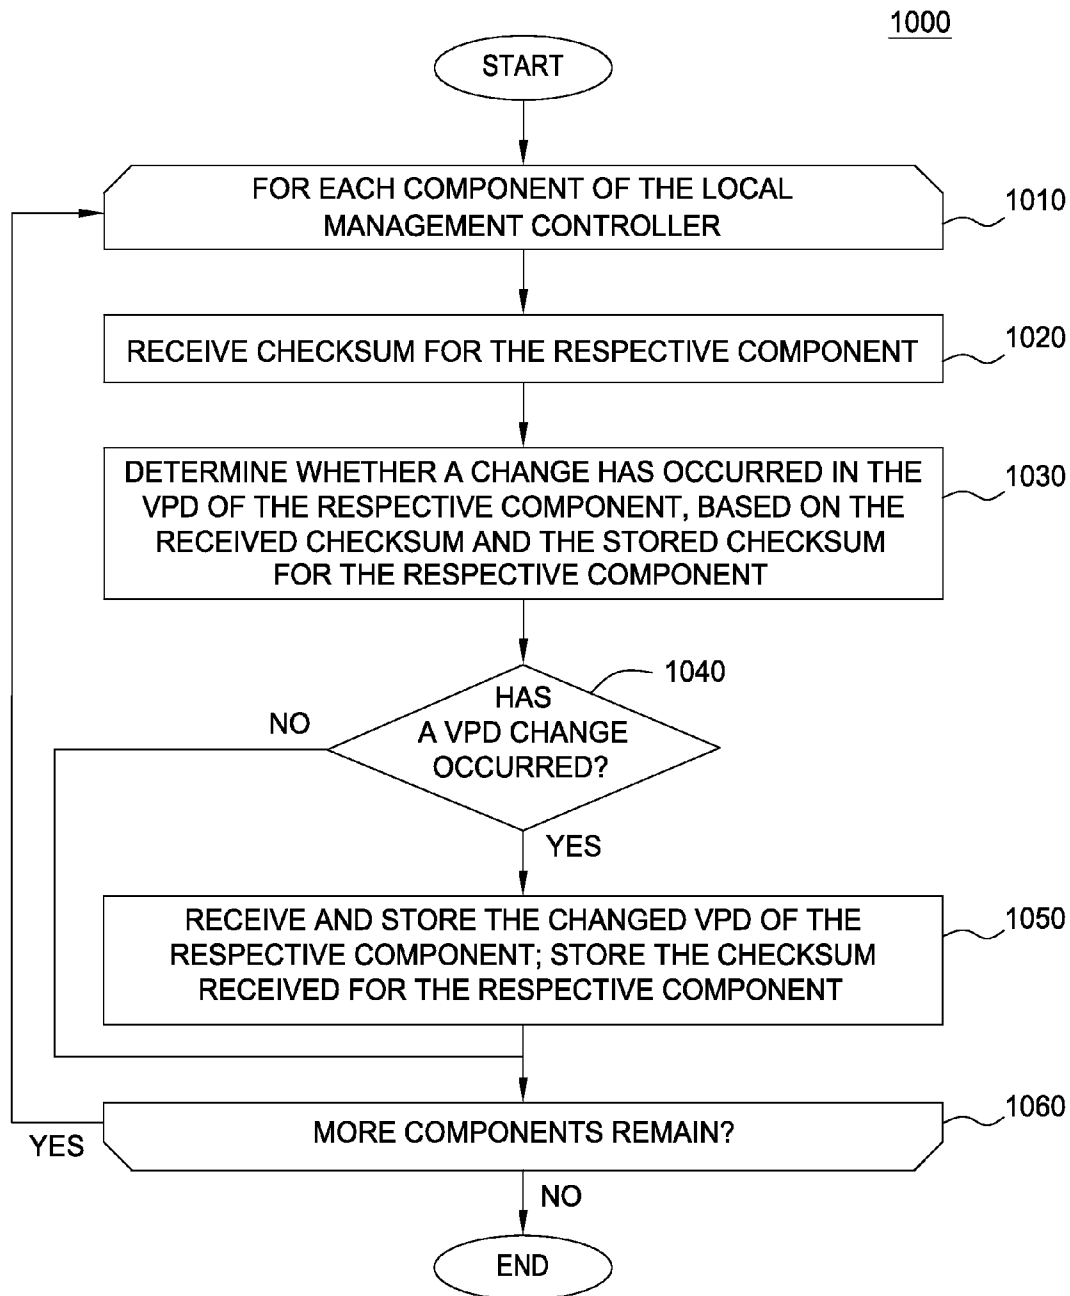 1000
START
FOR EACH COMPONENT OF THE LOCAL
MANAGEMENT CONTROLLER
1010
RECEIVE CHECKSUM FOR THE RESPECTIVE COMPONENT
1020
DETERMINE WHETHER A CHANGE HAS OCCURRED IN THE
VPD OF THE RESPECTIVE COMPONENT, BASED ON THE
RECEIVED CHECKSUM AND THE STORED CHECKSUM
FOR THE RESPECTIVE COMPONENT
1030
HAS
A VPD CHANGE
OCCURRED?
1040
NO
YES
RECEIVE AND STORE THE CHANGED VPD OF THE
RESPECTIVE COMPONENT; STORE THE CHECKSUM
RECEIVED FOR THE RESPECTIVE COMPONENT
1050
MORE COMPONENTS REMAIN?
1060
YES
NO
END